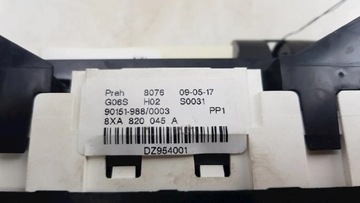 Preh 8076 09-05-17
G06S H02 S0031
90151-988/0003 PP1
8XA 820 045 A
DZ954001